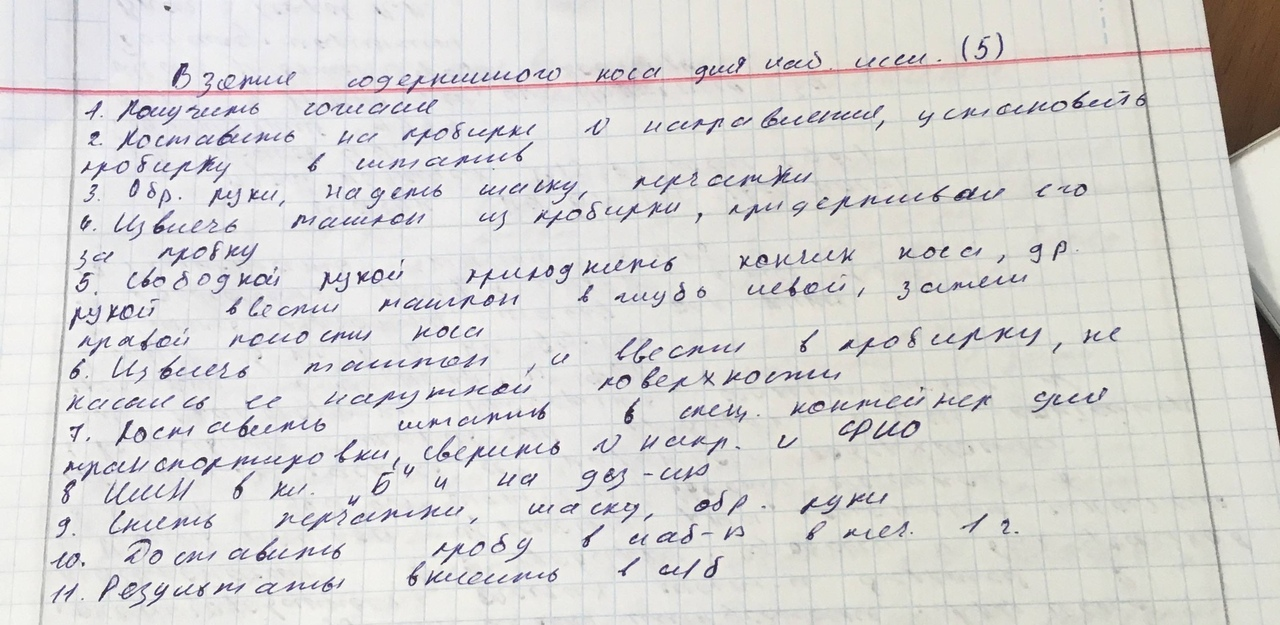 Взятие содержимого носа для лаб. иссл. (5)
1. Получить согласие
2. Поставить на пробирке N направления, установить
пробирку в штатив
3. Обр. руки, надеть маску, перчатки
4. Извлечь тампон из пробирки, придерживая его
за пробку
5. Свободной рукой приподнять кончик носа, др.
рукой ввести тампон в глубь левой, затем
правой полости носа
6. Извлечь тампон, и ввести в пробирку, не
касаясь ее наружной поверхности
7. Поставить штатив в спец. контейнер для
транспортировки, сверить N напр. и ФИО
8 ИМН в кл. "Б" и на дез-ию
9. Снять перчатки, маску, обр. руки
10. Доставить пробу в лаб-ю в теч. 1 ч.
11. Результаты вклеить в и/б